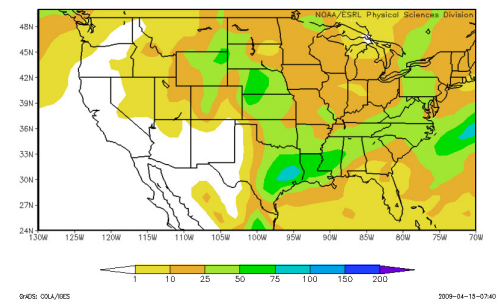 NOAA/ESRL Physical Sciences Division
48N
45N
42N
39N
36N
33N
30N
27N
24N
130W 125W 120W 115W 110W 105W 100W 95W 90W 85W 80W 75W 70W
1 10 25 50 75 100 150 200
GrADS: COLA/IGES 2009-04-13-07:40